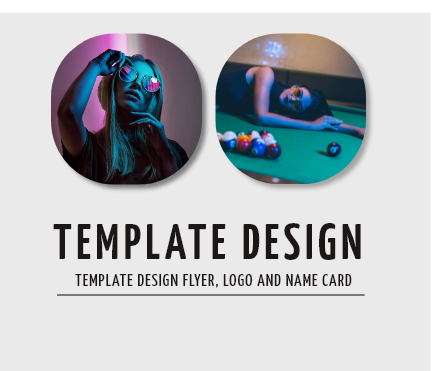 TEMPLATE DESIGN
TEMPLATE DESIGN FLYER, LOGO AND NAME CARD